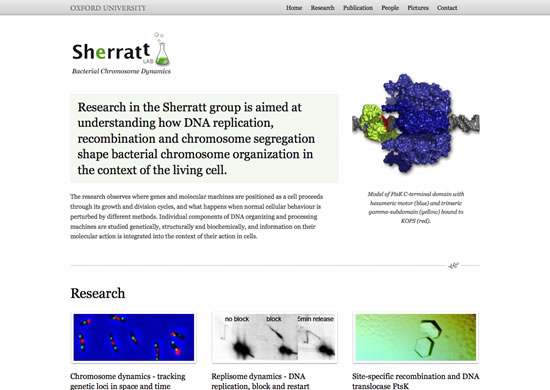 OXFORD UNIVERSITY
Home Research Publication People Pictures Contact
Sherratt
LAB
Bacterial Chromosome Dynamics
Research in the Sherratt group is aimed at
understanding how DNA replication,
recombination and chromosome segregation
shape bacterial chromosome organization in
the context of the living cell.
The research observes where genes and molecular machines are positioned as a cell proceeds
through its growth and division cycles, and what happens when normal cellular behaviour is
perturbed by different methods. Individual components of DNA organizing and processing
machines are studied genetically, structurally and biochemically, and information on their
molecular action is integrated into the context of their action in cells.
Model of FtsK C-terminal domain with
hexameric motor (blue) and trimeric
gamma-subdomain (yellow) bound to
KOPS (red).
Research
no block block 5min release
Chromosome dynamics - tracking
genetic loci in space and time
Replisome dynamics - DNA
replication, block and restart
Site-specific recombination and DNA
translocase FtsK